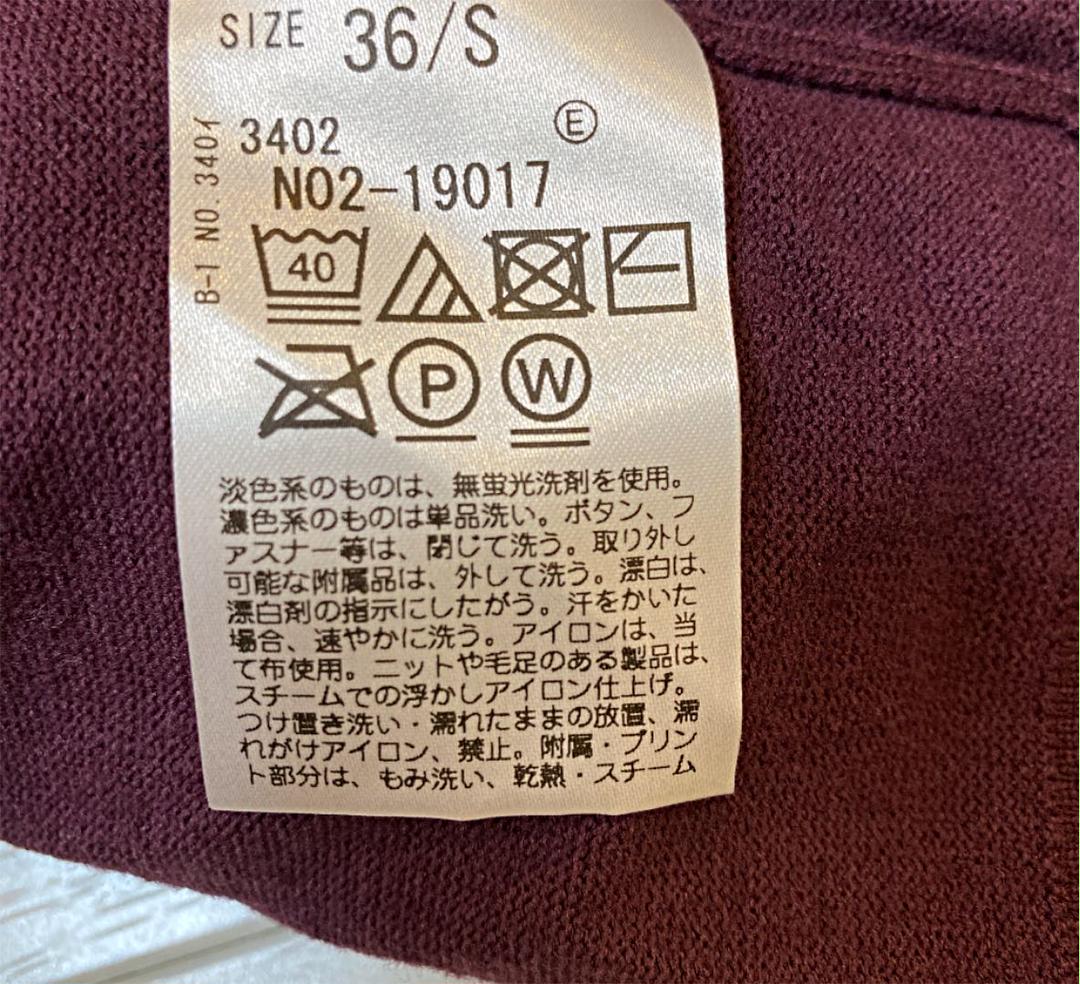 SIZE 36/S
Ⓔ
3402
N02-19017
B-1 NO.3401
40
P W
淡色系のものは、無蛍光洗剤を使用。
濃色系のものは単品洗い。ボタン、フ
ァスナー等は、閉じて洗う。取り外し
可能な附属品は、外して洗う。漂白は、
漂白剤の指示にしたがう。汗をかいた
場合、速やかに洗う。アイロンは、当
て布使用。ニットや毛足のある製品は、
スチームでの浮かしアイロン仕上げ。
つけ置き洗い・濡れたままの放置、濡
れがけアイロン、禁止。附属・プリン
ト部分は、もみ洗い、乾熱・スチーム